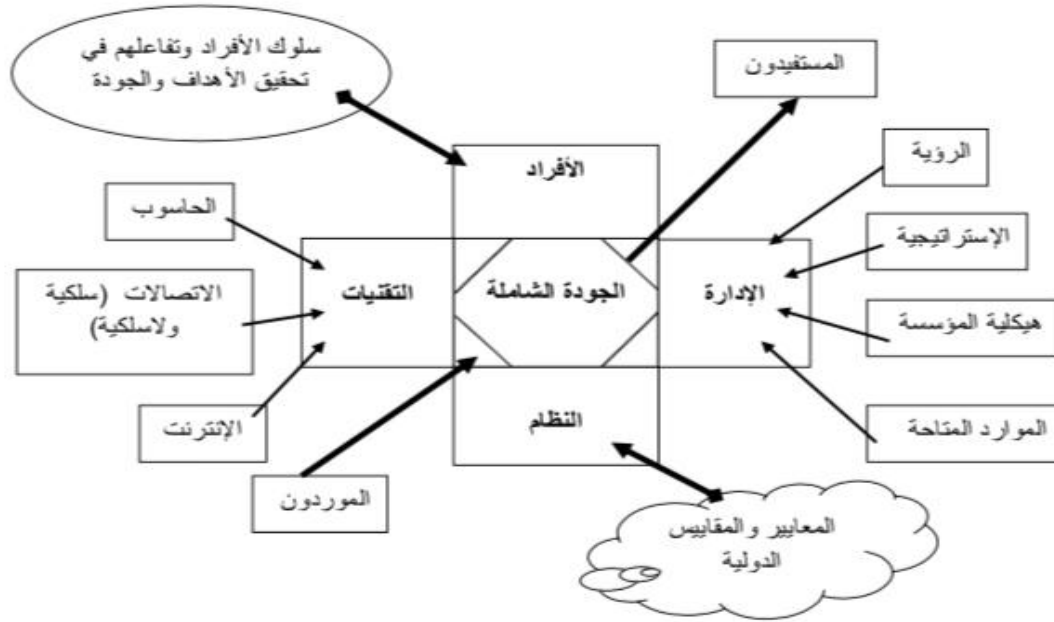 سلوك الأفراد وتفاعلهم في
تحقيق الأهداف والجودة
المستفيدون
الأفراد
الرؤية
الحاسوب
الإستراتيجية
الإدارة
الجودة الشاملة
التقنيات
الاتصالات (سلكية
ولاسلكية)
هيكلية المؤسسة
الموارد المتاحة
النظام
الإنترنت
الموردون
المعايير والمقاييس
الدولية